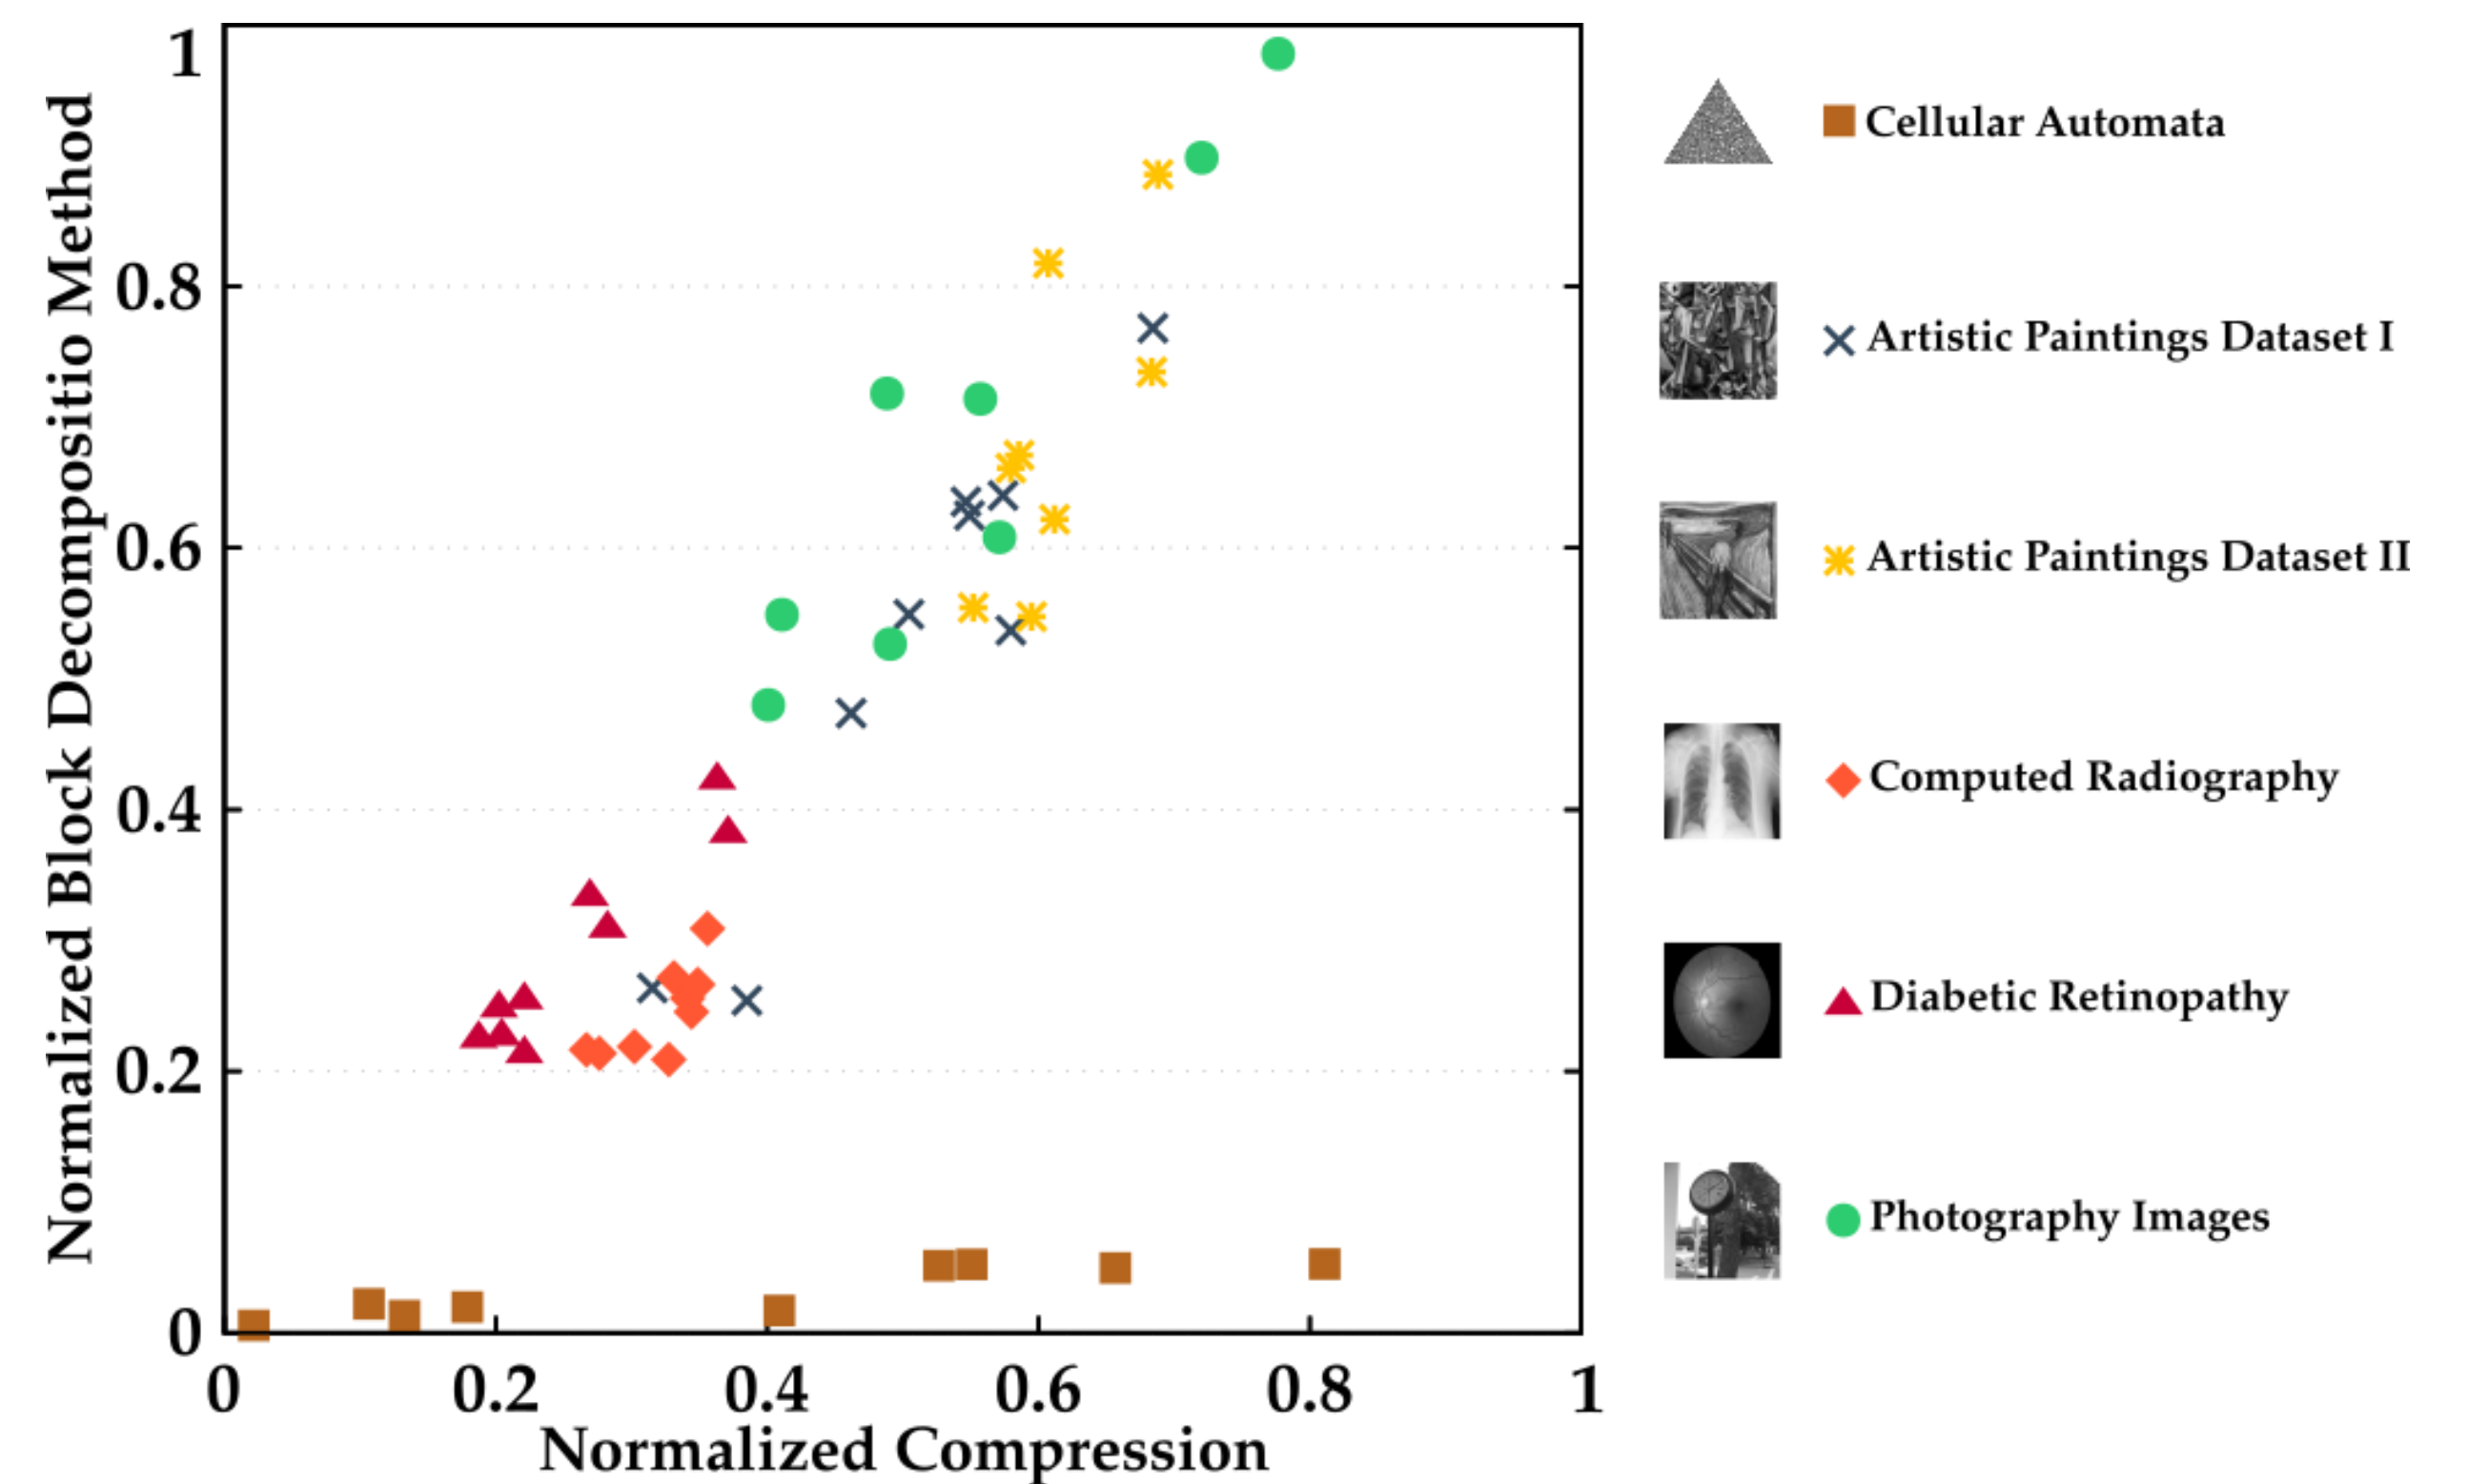 Normalized Block Decompositio Method
1
0.8
0.6
0.4
0.2
0
0 0.2 0.4 0.6 0.8 1
Normalized Compression
Cellular Automata
Artistic Paintings Dataset I
Artistic Paintings Dataset II
Computed Radiography
Diabetic Retinopathy
Photography Images